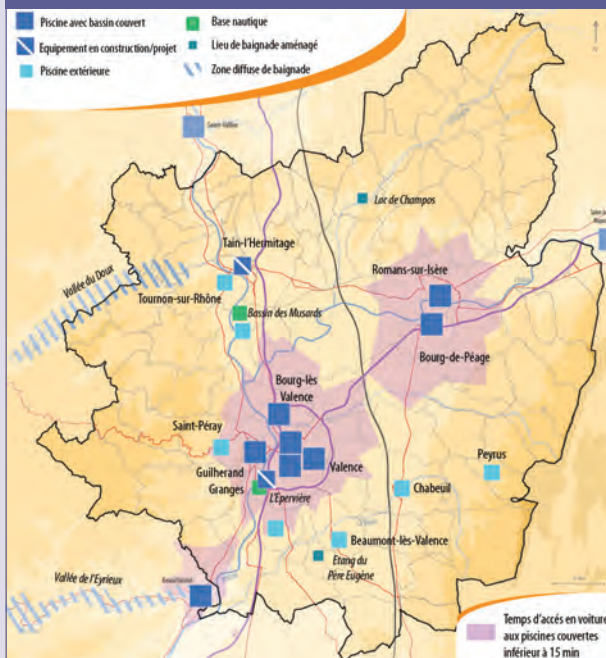 Piscine avec bassin couvert
Equipement en construction/projet
Piscine extérieure
Base nautique
Lieu de baignade aménagé
Zone diffuse de baignade
N
Saint-Vallier
Lac de Champos
Tain-l'Hermitage
Vallée du Doux
Tournon-sur-Rhône
Bassin des Musards
Romans-sur-Isère
Bourg-de-Péage
Bourg-lès
Valence
Saint-Péray
Guilherand
Granges
Valence
L'Epervière
Peyrus
Chabeuil
Beaumont-lès-Valence
Etang du
Père Eugène
Vallée de l'Eyrieux
Temps d'accés en voiture
aux piscines couvertes
inférieur à 15 min